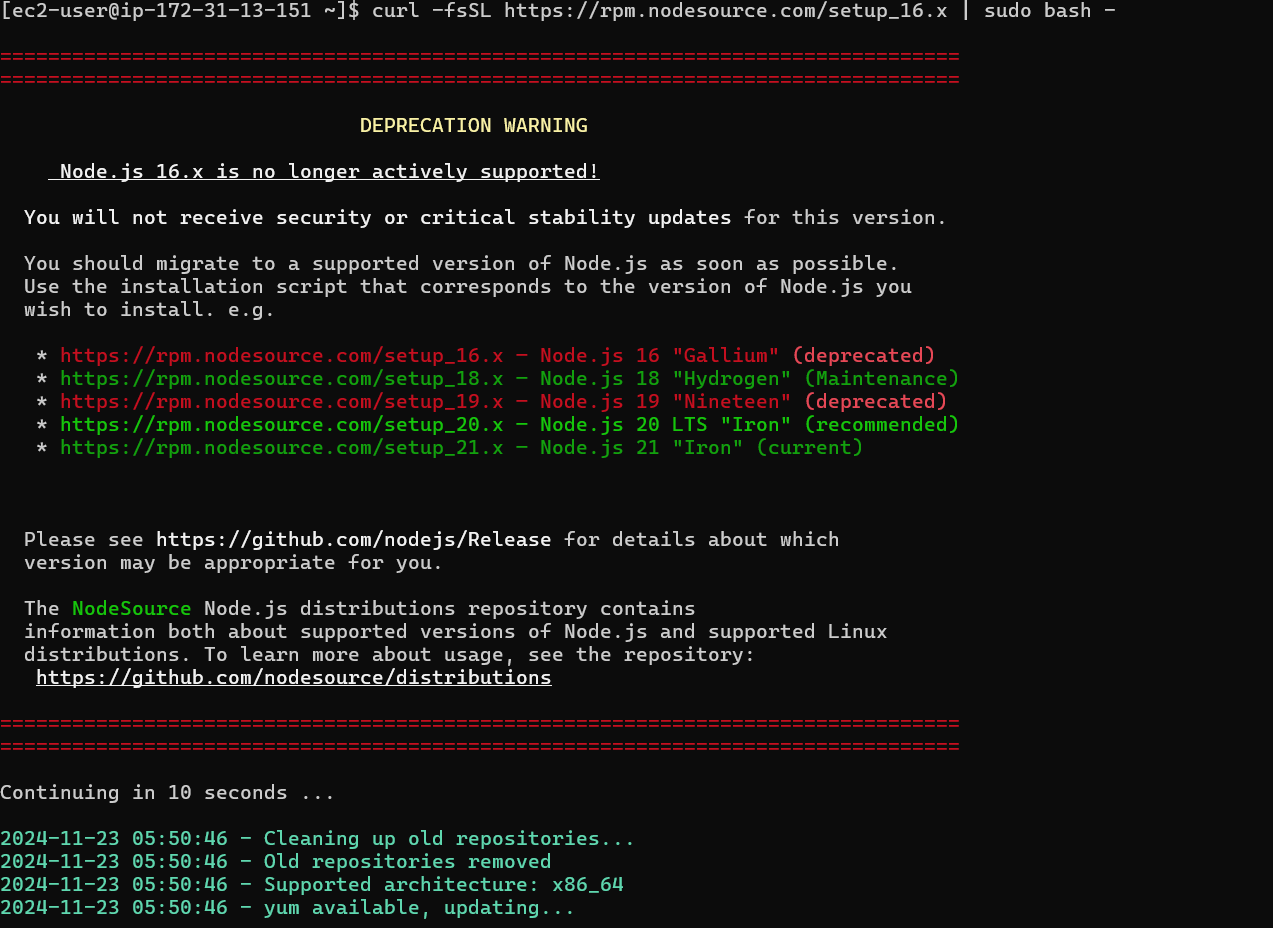 [ec2-user@ip-172-31-13-151 ~]$ curl -fsSL https://rpm.nodesource.com/setup_16.x | sudo bash -
================================================================================
================================================================================
DEPRECATION WARNING
Node.js 16.x is no longer actively supported!
You will not receive security or critical stability updates for this version.
You should migrate to a supported version of Node.js as soon as possible.
Use the installation script that corresponds to the version of Node.js you
wish to install. e.g.
* https://rpm.nodesource.com/setup_16.x - Node.js 16 "Gallium" (deprecated)
* https://rpm.nodesource.com/setup_18.x - Node.js 18 "Hydrogen" (Maintenance)
* https://rpm.nodesource.com/setup_19.x - Node.js 19 "Nineteen" (deprecated)
* https://rpm.nodesource.com/setup_20.x - Node.js 20 LTS "Iron" (recommended)
* https://rpm.nodesource.com/setup_21.x - Node.js 21 "Iron" (current)
Please see https://github.com/nodejs/Release for details about which
version may be appropriate for you.
The NodeSource Node.js distributions repository contains
information both about supported versions of Node.js and supported Linux
distributions. To learn more about usage, see the repository:
https://github.com/nodesource/distributions
================================================================================
================================================================================
Continuing in 10 seconds ...
2024-11-23 05:50:46 - Cleaning up old repositories...
2024-11-23 05:50:46 - Old repositories removed
2024-11-23 05:50:46 - Supported architecture: x86_64
2024-11-23 05:50:46 - yum available, updating...